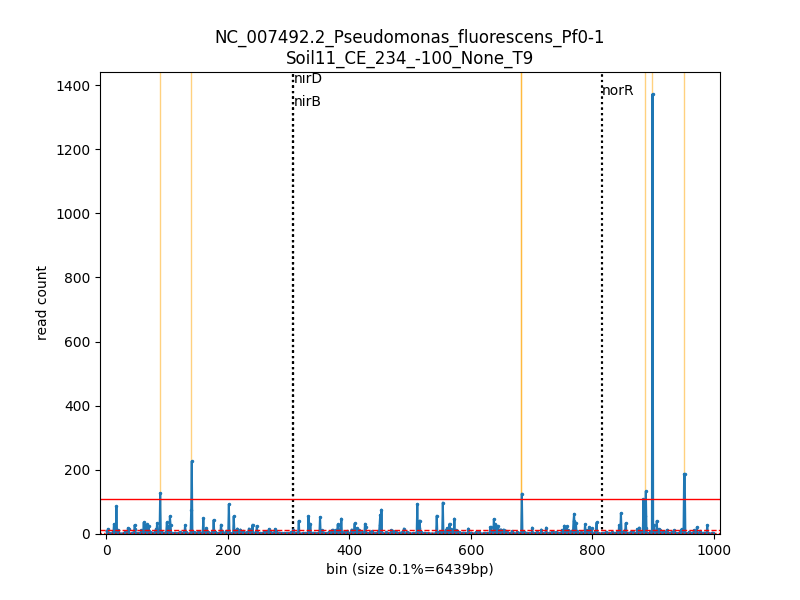 NC_007492.2_Pseudomonas_fluorescens_Pf0-1
Soil11_CE_234_-100_None_T9
nirD
nirB
norR
1400
1200
1000
800
600
400
200
0
read count
0 200 400 600 800 1000
bin (size 0.1%=6439bp)